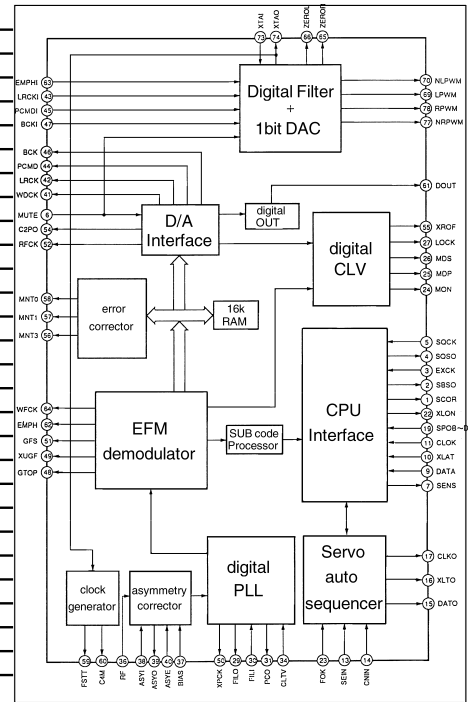 XTAI
XTAO
ZEROL
ZEROR
73 74 66 65
EMPHI 63
LRCKI 43
PCMDI 45
BCKI 47
Digital Filter
+
1bit DAC
70 NLPWM
69 LPWM
78 RPWM
77 NRPWM
BCK 46
PCMD 44
LRCK 42
WDCK 41
MUTE 6
C2PO 54
RFCK 52
D/A
Interface
digital
OUT
61 DOUT
digital
CLV
55 XROF
27 LOCK
26 MDS
25 MDP
24 MON
MNT0 58
MNT1 57
MNT3 56
error
corrector
16k
RAM
WFCK 64
EMPH 62
GFS 51
XUGF 49
GTOP 48
EFM
demodulator
SUB code
Processor
CPU
Interface
5 SOCK
4 SOSO
3 EXCK
2 SBSO
1 SCOR
22 XLON
19 SPOB~D
11 CLOK
10 XLAT
9 DATA
7 SENS
clock
generator
asymmetry
corrector
digital
PLL
Servo
auto
sequencer
17 CLKO
16 XLTO
15 DATO
59 60 36 38 39 40 37 50 29 30 31 34 23 13 14
FSTT
C4M
RF
ASYI
ASYO
ASYE
BIAS
XPCK
FILO
FILI
PCO
CLTV
FOK
SEIN
CNIN